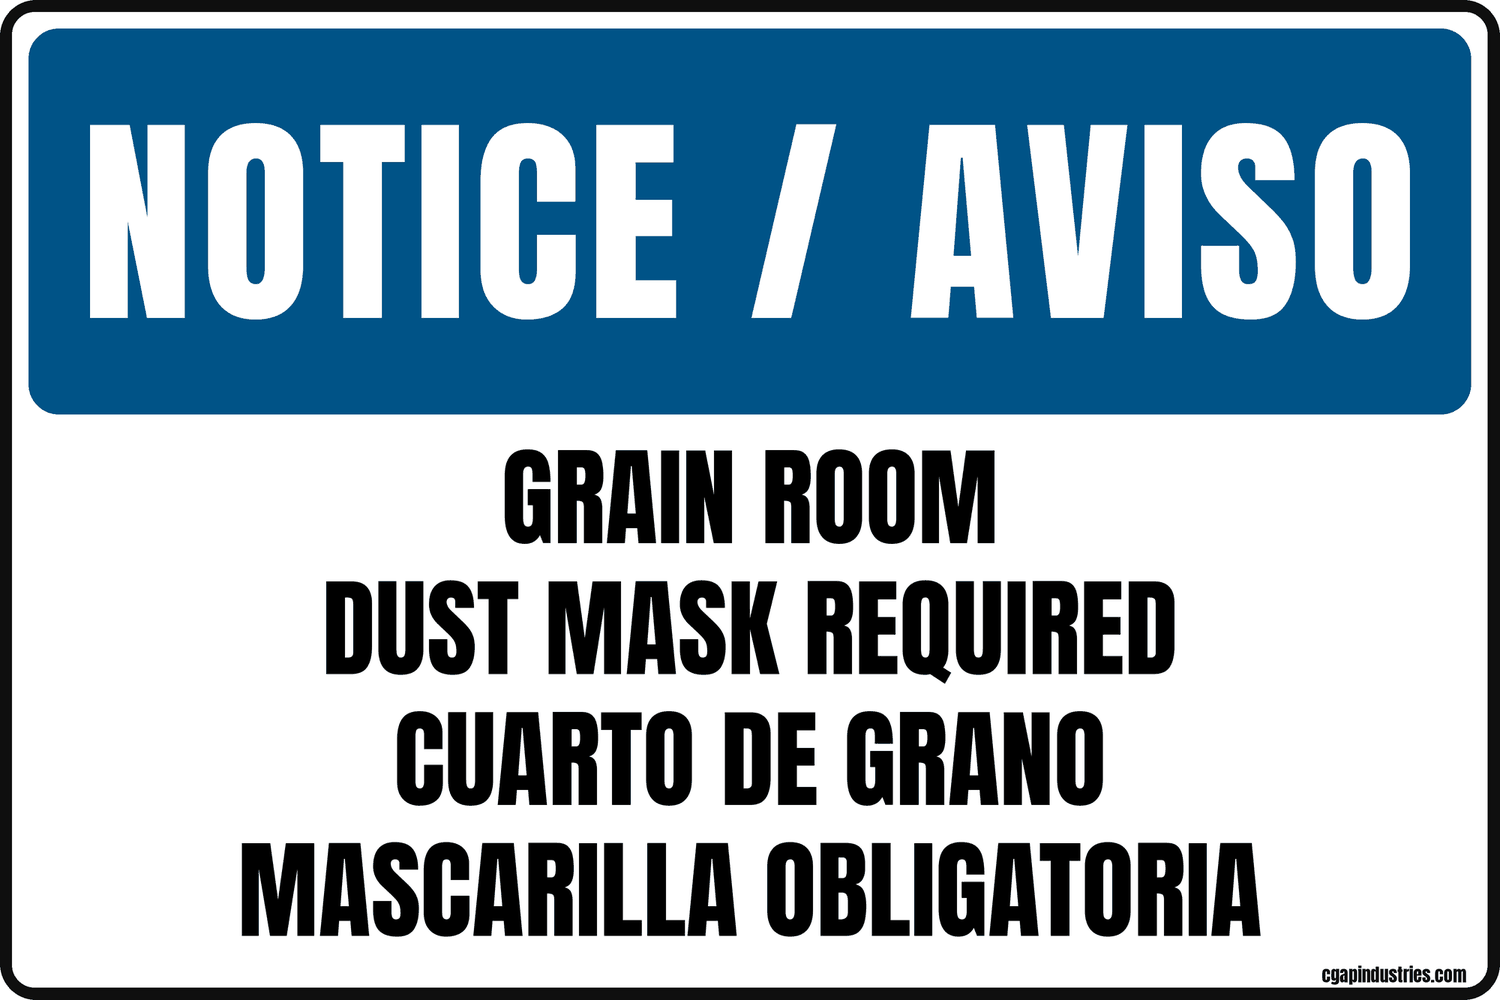 NOTICE / AVISO
GRAIN ROOM
DUST MASK REQUIRED
CUARTO DE GRANO
MASCARILLA OBLIGATORIA
cgapindustries.com